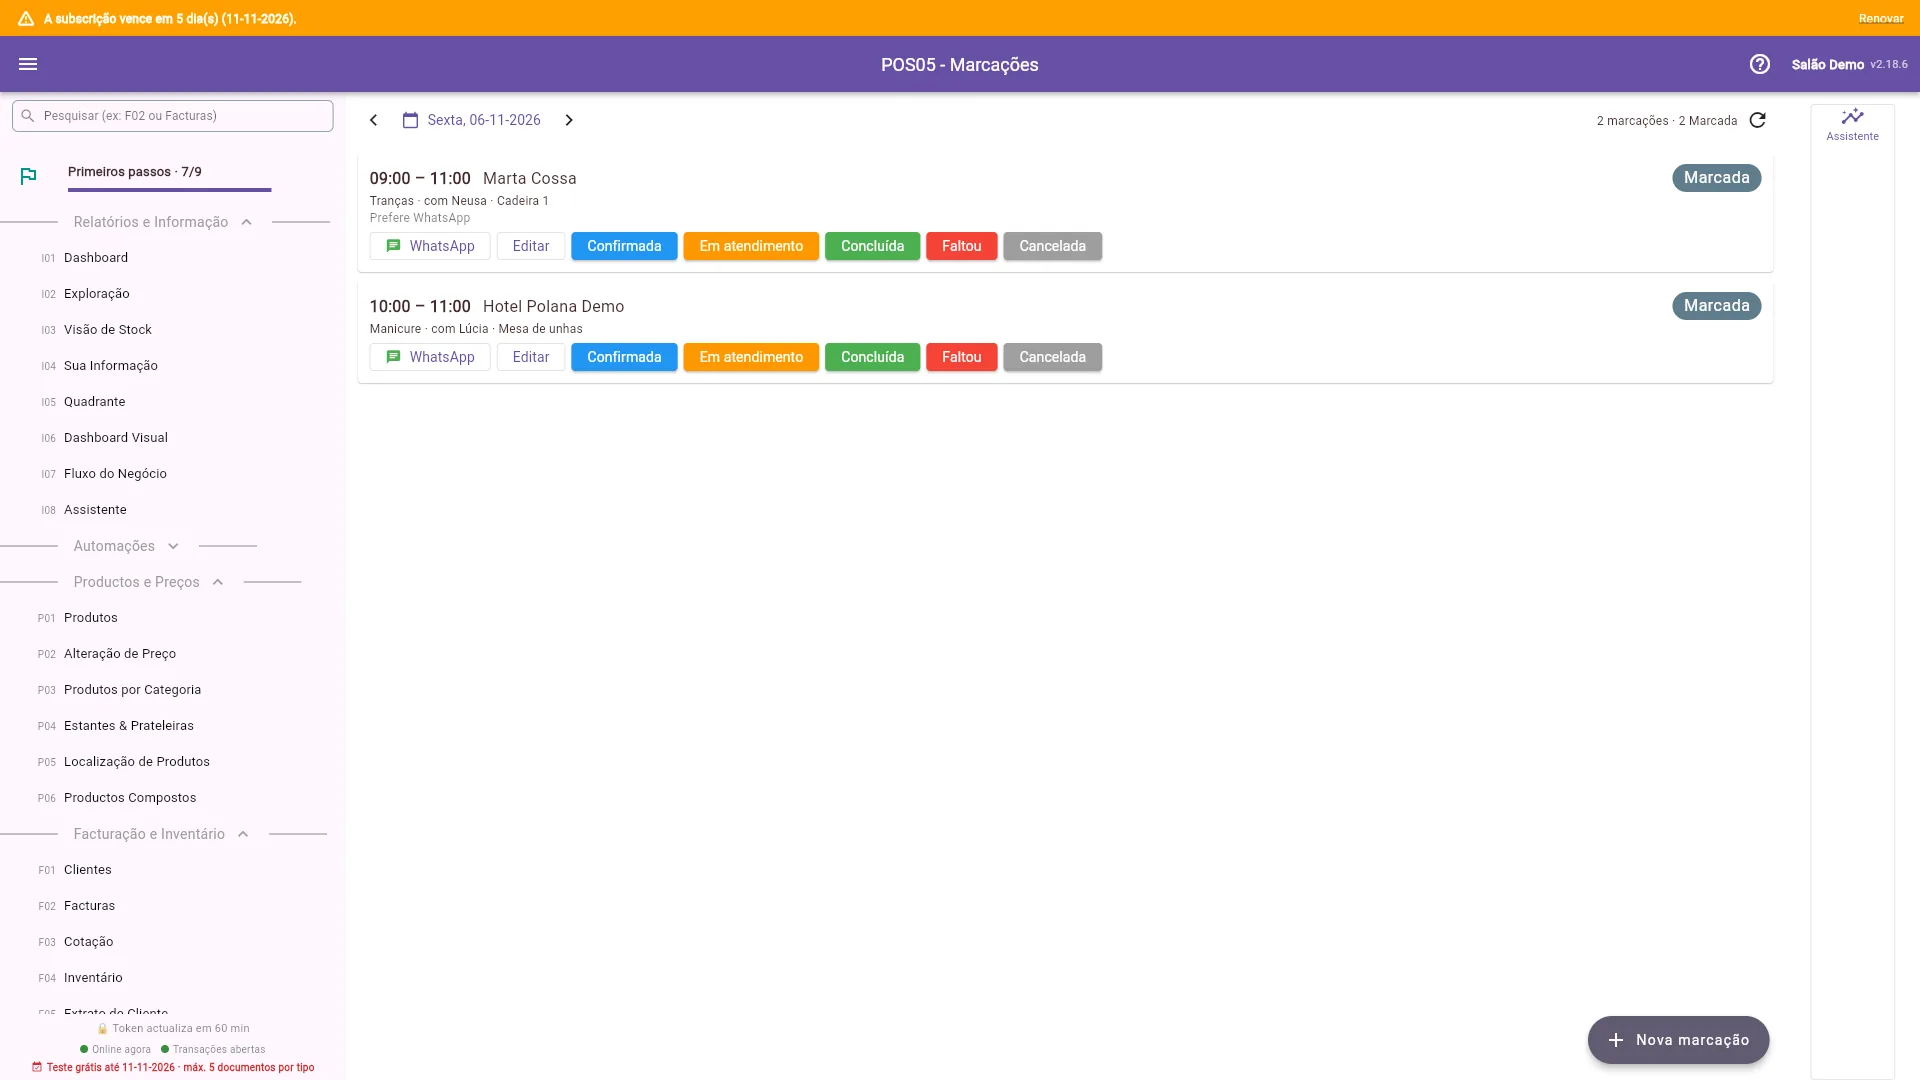 A subscrição vence em 5 dia(s) (11-11-2026).
Renovar
POS05 - Marcações
Salão Demo v2.18.6
Pesquisar (ex: F02 ou Facturas)
Primeiros passos · 7/9
Relatórios e Informação
I01 Dashboard
I02 Exploração
I03 Visão de Stock
I04 Sua Informação
I05 Quadrante
I06 Dashboard Visual
I07 Fluxo do Negócio
I08 Assistente
Automações
Productos e Preços
P01 Produtos
P02 Alteração de Preço
P03 Produtos por Categoria
P04 Estantes & Prateleiras
P05 Localização de Produtos
P06 Productos Compostos
Facturação e Inventário
F01 Clientes
F02 Facturas
F03 Cotação
F04 Inventário
F05 Extrato de Cliente
Token actualiza em 60 min
Online agora Transações abertas
Teste grátis até 11-11-2026 · máx. 5 documentos por tipo
Sexta, 06-11-2026
2 marcações · 2 Marcada
09:00 – 11:00 Marta Cossa
Marcada
Tranças · com Neusa · Cadeira 1
Prefere WhatsApp
WhatsApp Editar Confirmada Em atendimento Concluída Faltou Cancelada
10:00 – 11:00 Hotel Polana Demo
Marcada
Manicure · com Lúcia · Mesa de unhas
WhatsApp Editar Confirmada Em atendimento Concluída Faltou Cancelada
Nova marcação
Assistente